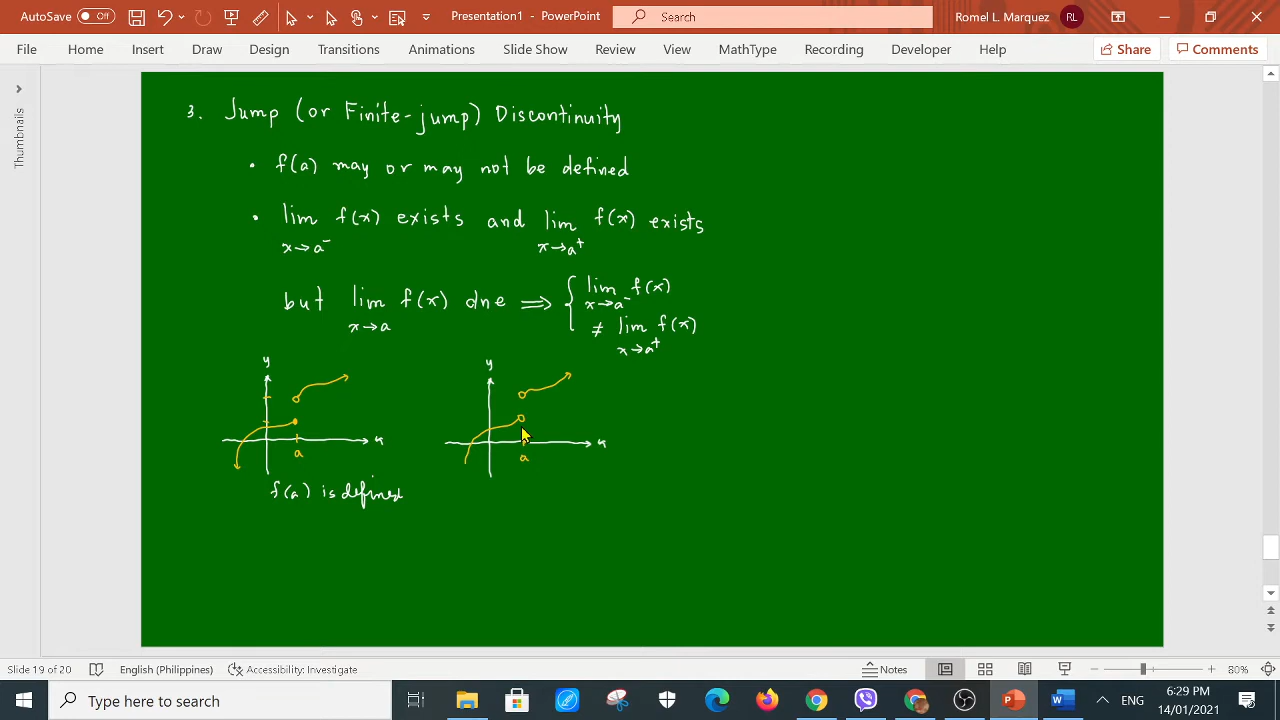 AutoSave Off Presentation1 - PowerPoint Search Romel L. Marquez RL
File Home Insert Draw Design Transitions Animations Slide Show Review View MathType Recording Developer Help Share Comments
Thumbnails
3. Jump (or Finite-jump) Discontinuity
• f(a) may or may not be defined
• lim f(x) exists and lim f(x) exists
x→a⁻ x→a⁺
but lim f(x) dne ⟹ { lim f(x)
x→a x→a⁻
≠ lim f(x)
x→a⁺
y y
x x
a a
f(a) is defined
Slide 19 of 20 English (Philippines) Accessibility: Investigate Notes 80%
Type here to search W ENG 6:29 PM
14/01/2021